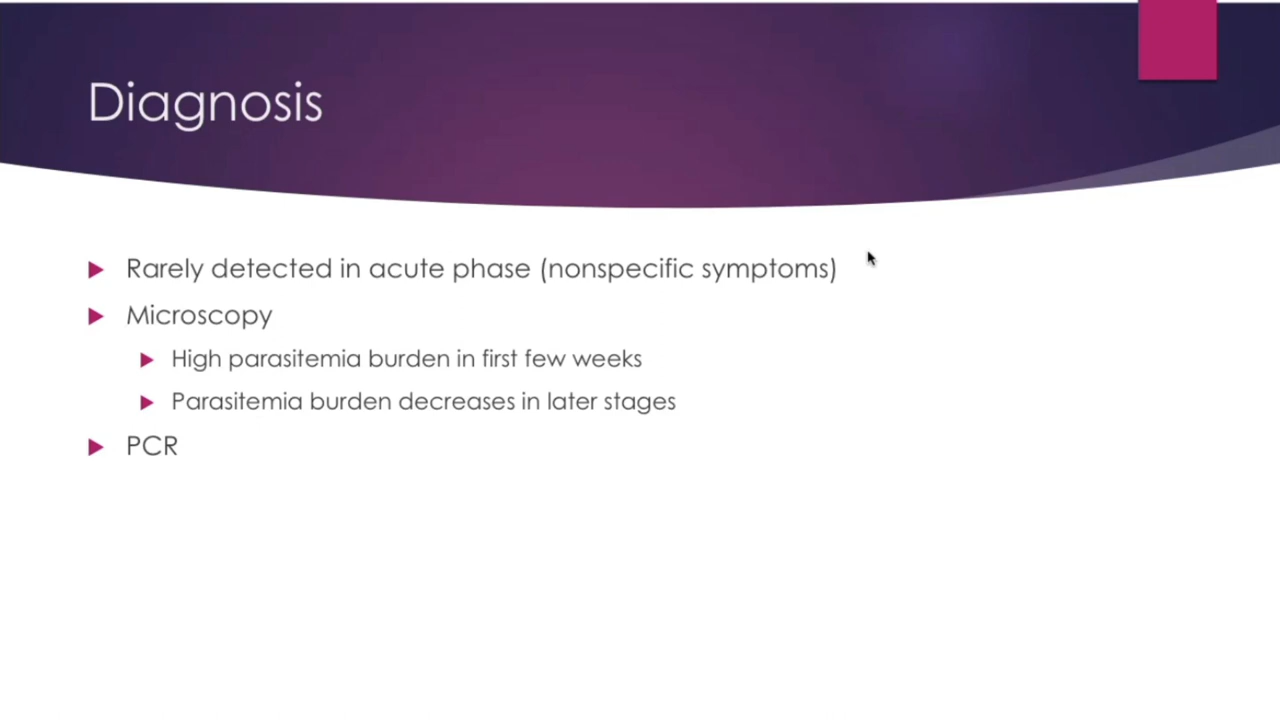 Diagnosis
Rarely detected in acute phase (nonspecific symptoms)
Microscopy
High parasitemia burden in first few weeks
Parasitemia burden decreases in later stages
PCR